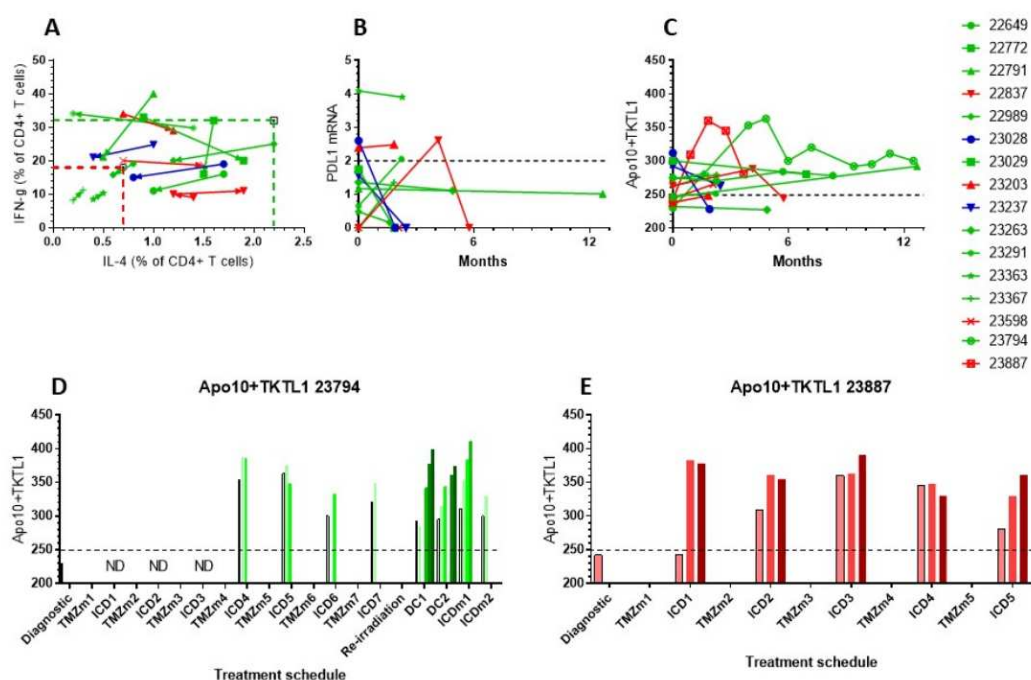 A
B
C
IFN-g (% of CD4+ T cells)
50
40
30
20
10
0
0.0 0.5 1.0 1.5 2.0 2.5
IL-4 (% of CD4+ T cells)
PDL1 mRNA
5
4
3
2
1
0
0 6 12
Months
Apo10+TKTL1
450
400
350
300
250
200
0 6 12
Months
22649
22772
22791
22837
22989
23028
23029
23203
23237
23263
23291
23363
23367
23598
23794
23887
D
Apo10+TKTL1 23794
Apo10+TKTL1
450
400
350
300
250
200
ND ND ND
Diagnostic TMZm1 ICD1 TMZm2 ICD2 TMZm3 ICD3 TMZm4 ICD4 TMZm5 ICD5 TMZm6 ICD6 TMZm7 ICD7 Re-irradiation DC1 DC2 ICDm1 ICDm2
Treatment schedule
E
Apo10+TKTL1 23887
Apo10+TKTL1
450
400
350
300
250
200
Diagnostic TMZm1 ICD1 TMZm2 ICD2 TMZm3 ICD3 TMZm4 ICD4 TMZm5 ICD5
Treatment schedule